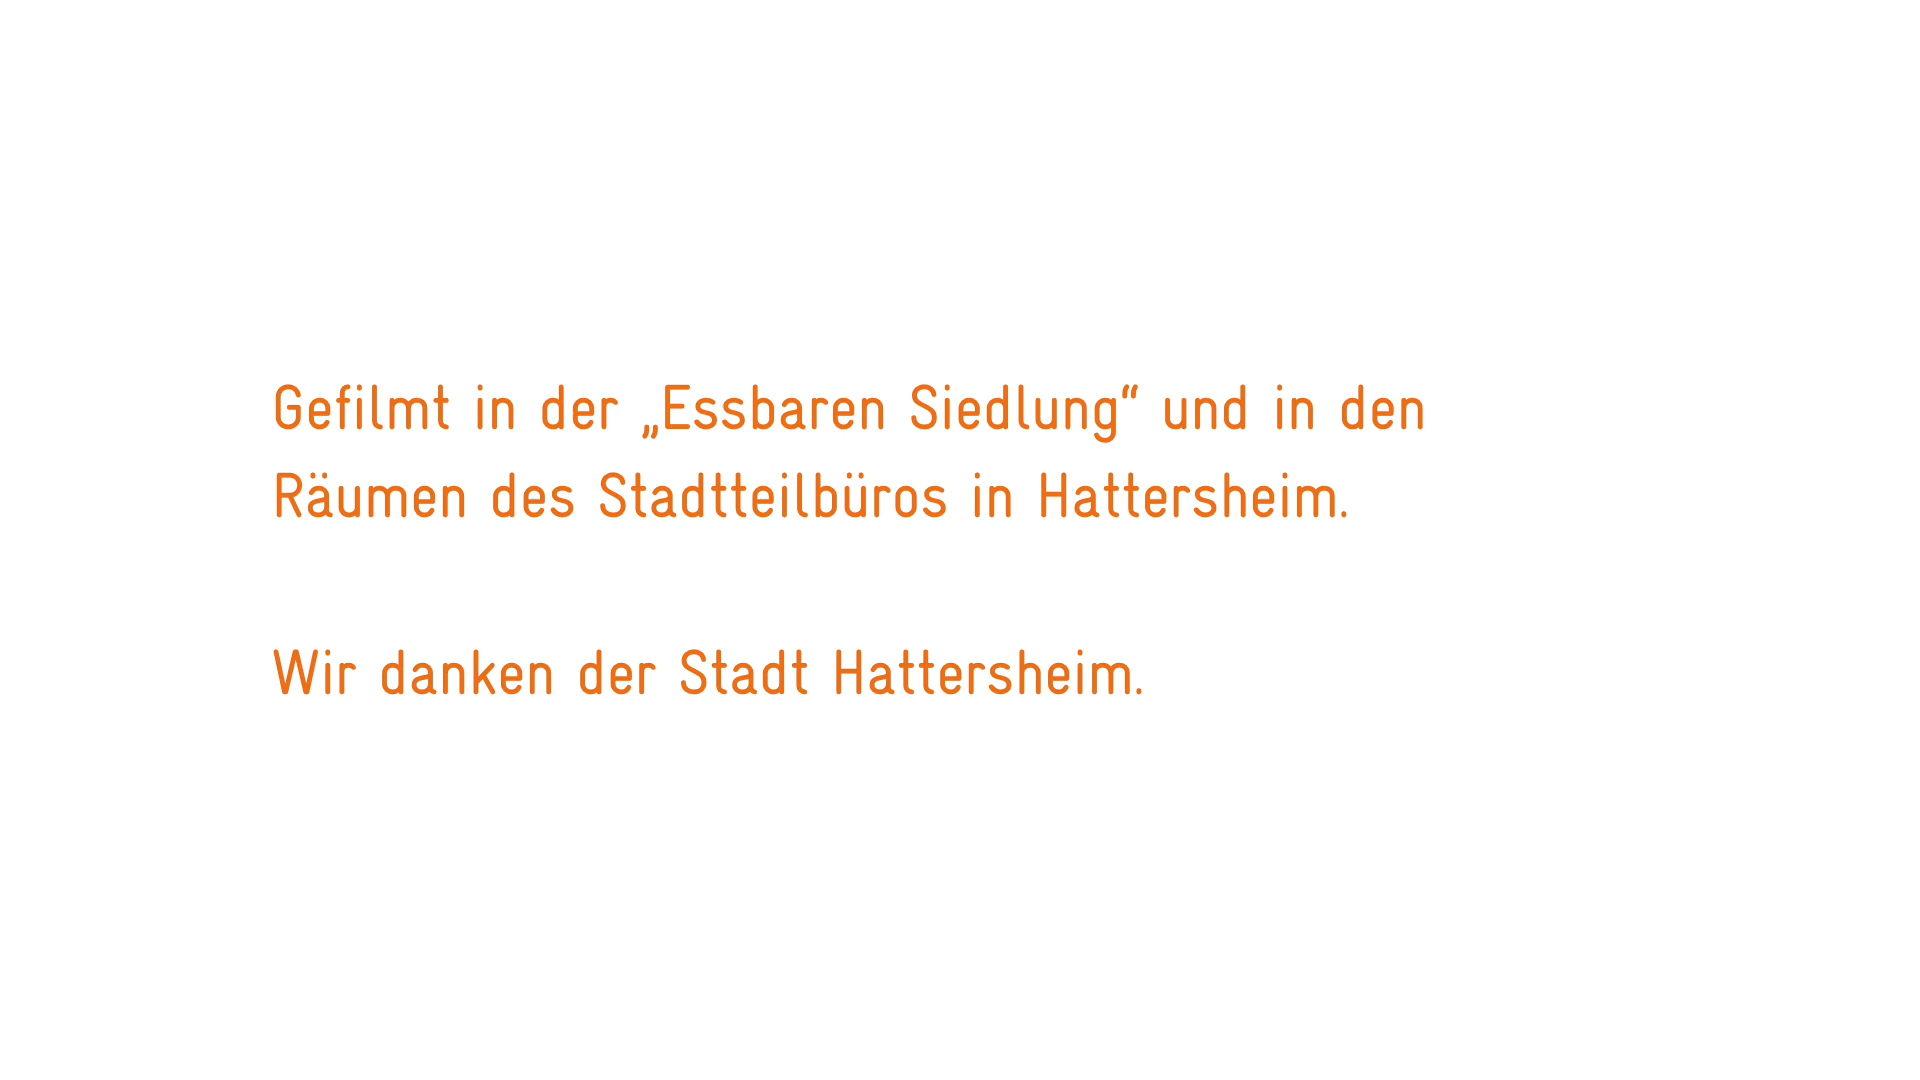 Gefilmt in der „Essbaren Siedlung“ und in den
Räumen des Stadtteilbüros in Hattersheim.
Wir danken der Stadt Hattersheim.